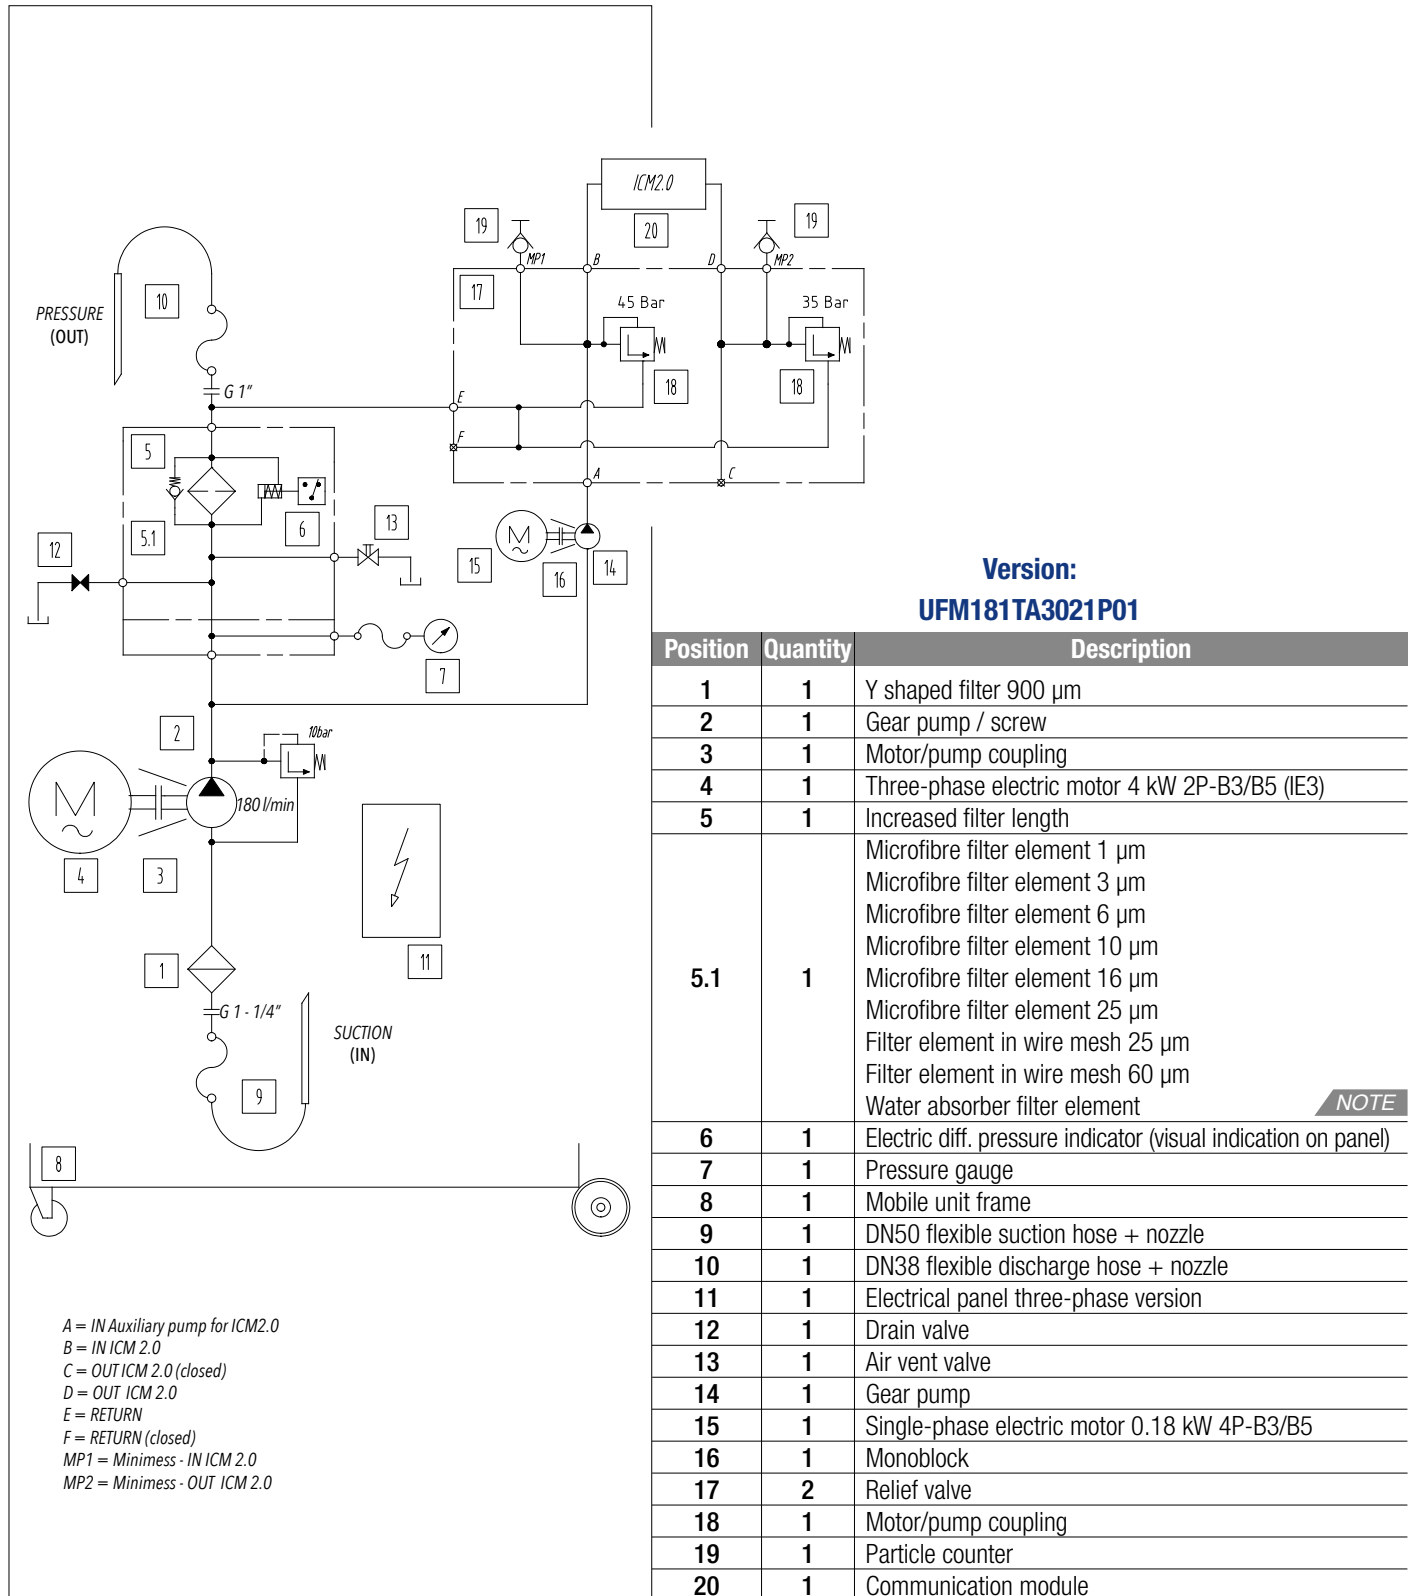 ICM2.0
19
19
20
MP1
B
D
MP2
10
17
45 Bar
35 Bar
PRESSURE
(OUT)
18
18
G 1"
E
F
5
A
C
6
13
5.1
M
12
15
16
14
7
Version:
UFM181TA3021P01
2
10bar
M
180 l/min
4
3
11
1
G 1 - 1/4"
SUCTION
(IN)
9
8
A = IN Auxiliary pump for ICM2.0
B = IN ICM 2.0
C = OUT ICM 2.0 (closed)
D = OUT ICM 2.0
E = RETURN
F = RETURN (closed)
MP1 = Minimess - IN ICM 2.0
MP2 = Minimess - OUT ICM 2.0
Position Quantity Description
1 1 Y shaped filter 900 µm
2 1 Gear pump / screw
3 1 Motor/pump coupling
4 1 Three-phase electric motor 4 kW 2P-B3/B5 (IE3)
5 1 Increased filter length
Microfibre filter element 1 µm
Microfibre filter element 3 µm
Microfibre filter element 6 µm
Microfibre filter element 10 µm
5.1 1 Microfibre filter element 16 µm
Microfibre filter element 25 µm
Filter element in wire mesh 25 µm
Filter element in wire mesh 60 µm
Water absorber filter element NOTE
6 1 Electric diff. pressure indicator (visual indication on panel)
7 1 Pressure gauge
8 1 Mobile unit frame
9 1 DN50 flexible suction hose + nozzle
10 1 DN38 flexible discharge hose + nozzle
11 1 Electrical panel three-phase version
12 1 Drain valve
13 1 Air vent valve
14 1 Gear pump
15 1 Single-phase electric motor 0.18 kW 4P-B3/B5
16 1 Monoblock
17 2 Relief valve
18 1 Motor/pump coupling
19 1 Particle counter
20 1 Communication module